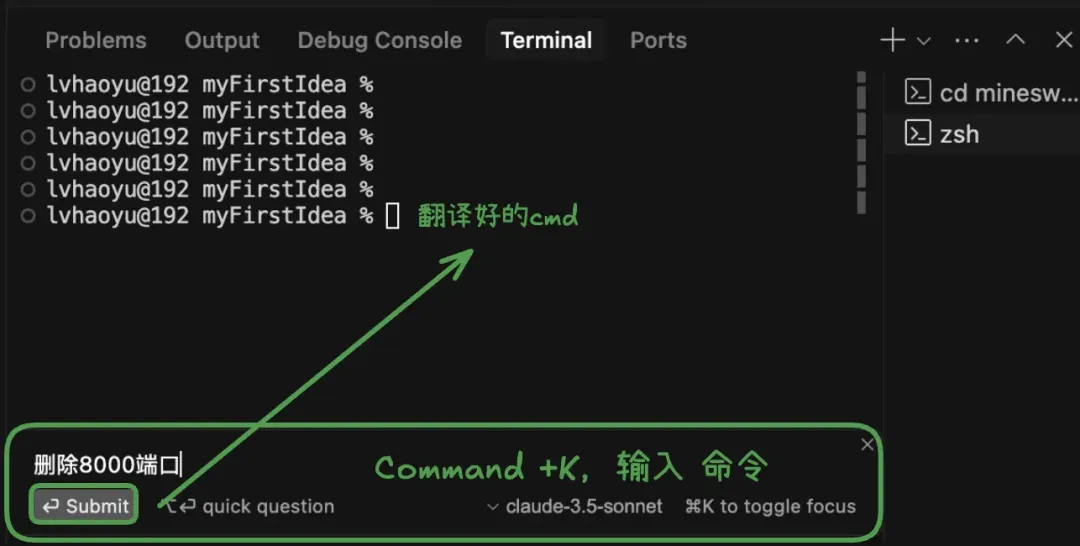 Problems Output Debug Console Terminal Ports
lvhaoyu@192 myFirstIdea %
lvhaoyu@192 myFirstIdea %
lvhaoyu@192 myFirstIdea %
lvhaoyu@192 myFirstIdea %
lvhaoyu@192 myFirstIdea %
lvhaoyu@192 myFirstIdea % 翻译好的cmd
cd minesw...
zsh
删除8000端口
Command +K, 输入 命令
⏎ Submit ⌥⏎ quick question claude-3.5-sonnet ⌘K to toggle focus